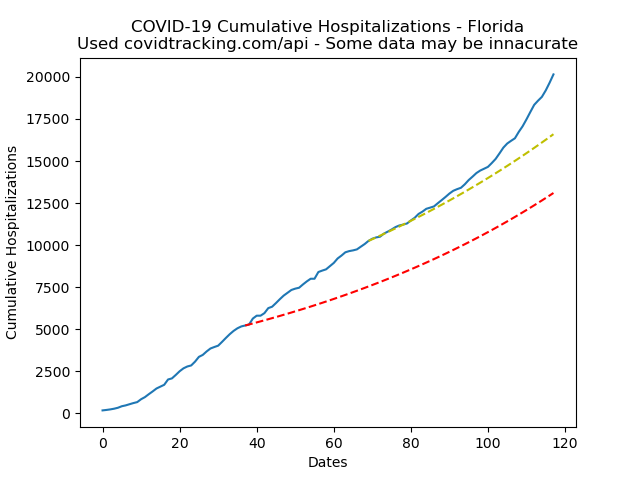 COVID-19 Cumulative Hospitalizations - Florida
Used covidtracking.com/api - Some data may be innacurate
20000
17500
15000
12500
10000
7500
5000
2500
0
Cumulative Hospitalizations
0 20 40 60 80 100 120
Dates